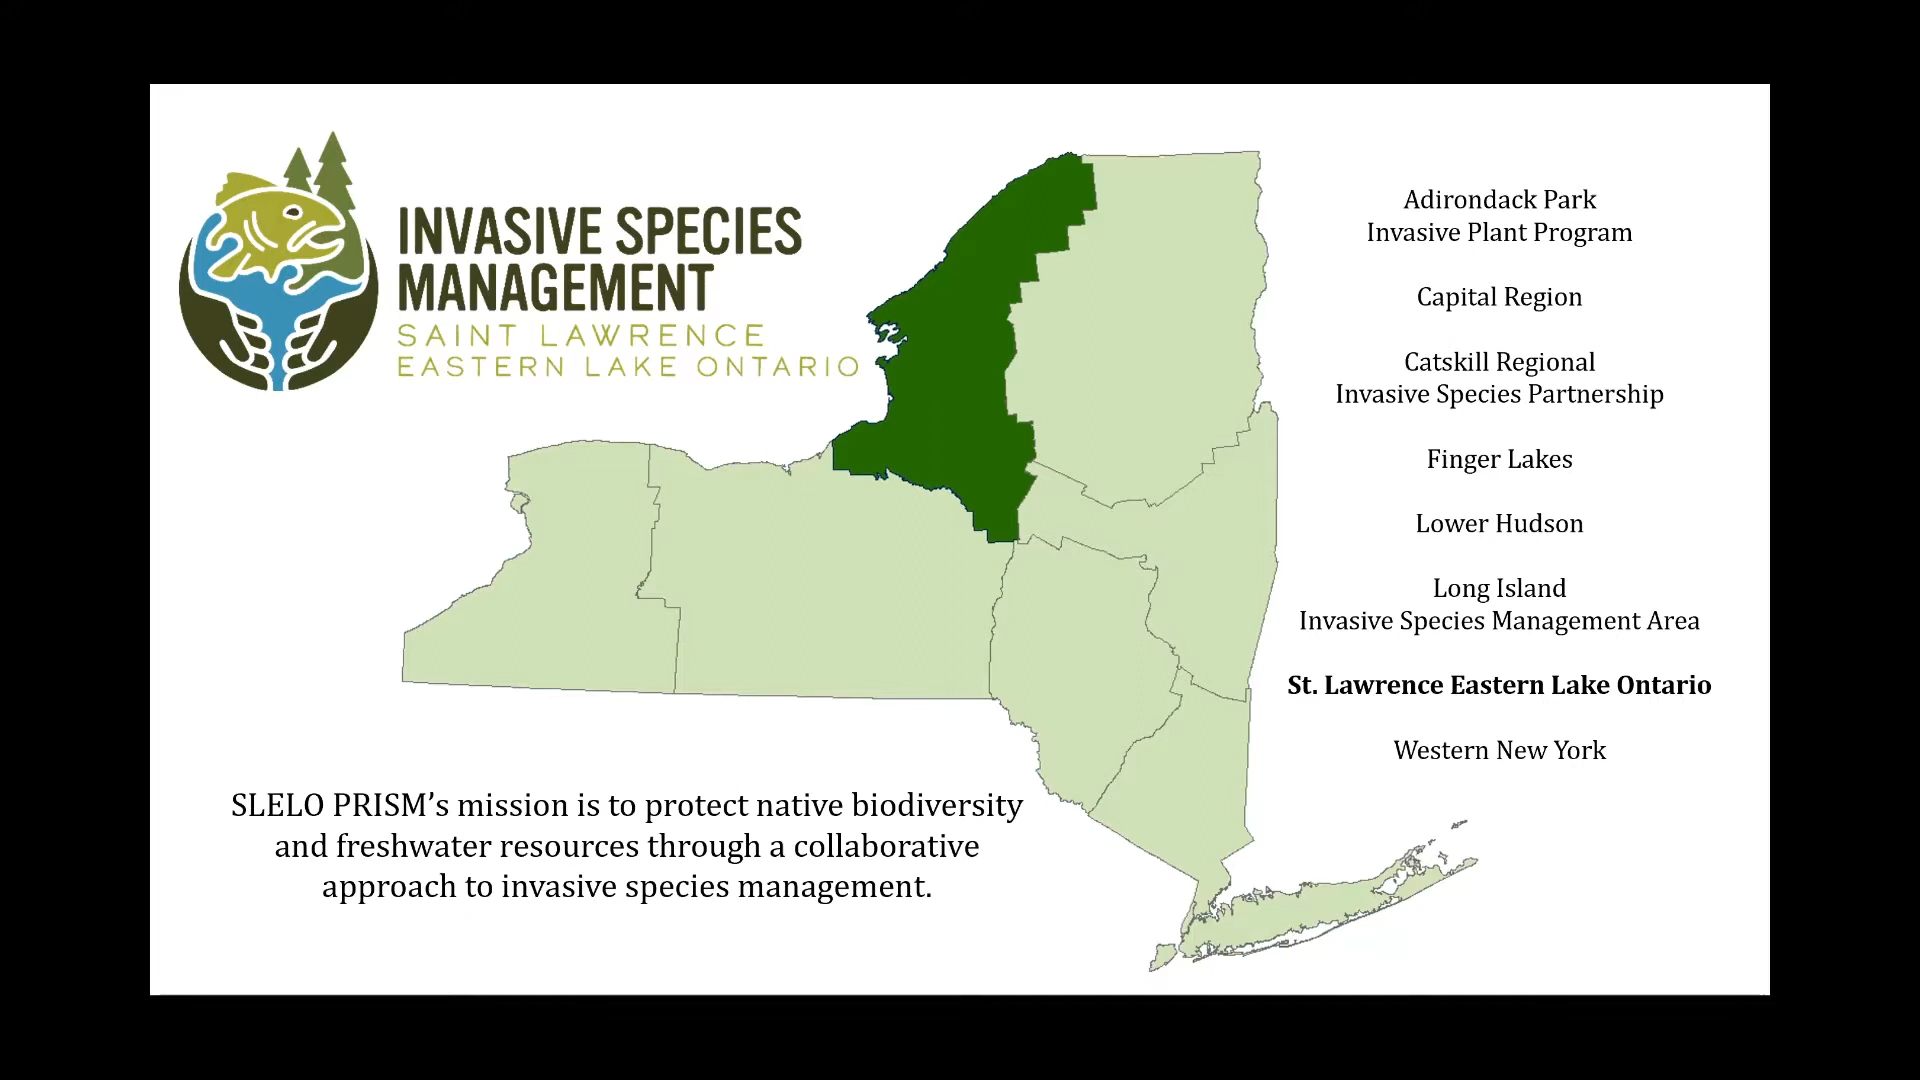 INVASIVE SPECIES
MANAGEMENT
SAINT LAWRENCE
EASTERN LAKE ONTARIO
Adirondack Park
Invasive Plant Program
Capital Region
Catskill Regional
Invasive Species Partnership
Finger Lakes
Lower Hudson
Long Island
Invasive Species Management Area
St. Lawrence Eastern Lake Ontario
Western New York
SLELO PRISM’s mission is to protect native biodiversity
and freshwater resources through a collaborative
approach to invasive species management.